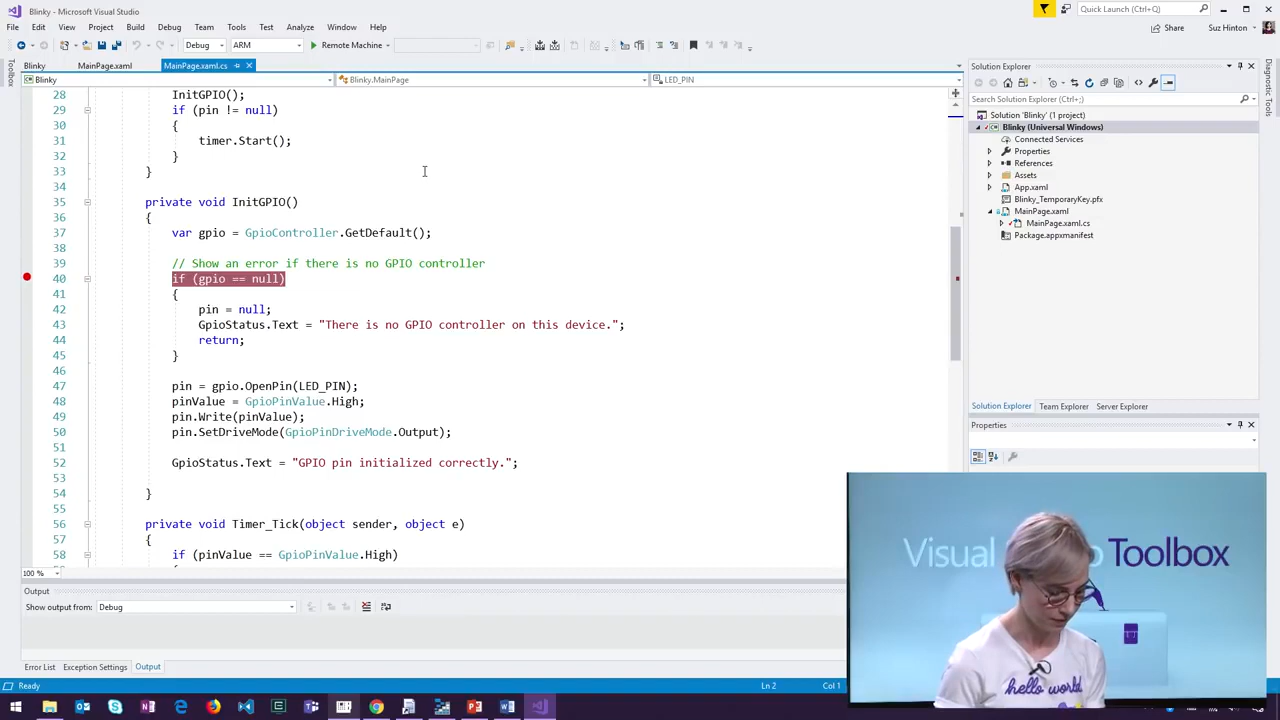 Blinky - Microsoft Visual Studio
Quick Launch (Ctrl+Q)
File Edit View Project Build Debug Team Tools Test Analyze Window Help
Share Suz Hinton
Debug ARM Remote Machine
Blinky MainPage.xaml MainPage.xaml.cs
Blinky Blinky.MainPage LED_PIN
Toolbox
28 InitGPIO();
29 if (pin != null)
30 {
31 timer.Start();
32 }
33 }
34
35 private void InitGPIO()
36 {
37 var gpio = GpioController.GetDefault();
38
39 // Show an error if there is no GPIO controller
40 if (gpio == null)
41 {
42 pin = null;
43 GpioStatus.Text = "There is no GPIO controller on this device.";
44 return;
45 }
46
47 pin = gpio.OpenPin(LED_PIN);
48 pinValue = GpioPinValue.High;
49 pin.Write(pinValue);
50 pin.SetDriveMode(GpioPinDriveMode.Output);
51
52 GpioStatus.Text = "GPIO pin initialized correctly.";
53
54 }
55
56 private void Timer_Tick(object sender, object e)
57 {
58 if (pinValue == GpioPinValue.High)
100 %
Output
Show output from: Debug
Error List Exception Settings Output
Ready Ln 2 Col 1
Solution Explorer
Search Solution Explorer (Ctrl+;)
Solution 'Blinky' (1 project)
Blinky (Universal Windows)
Connected Services
Properties
References
Assets
App.xaml
Blinky_TemporaryKey.pfx
MainPage.xaml
MainPage.xaml.cs
Package.appxmanifest
Solution Explorer Team Explorer Server Explorer
Properties
Diagnostic Tools
Visual Toolbox
hello world